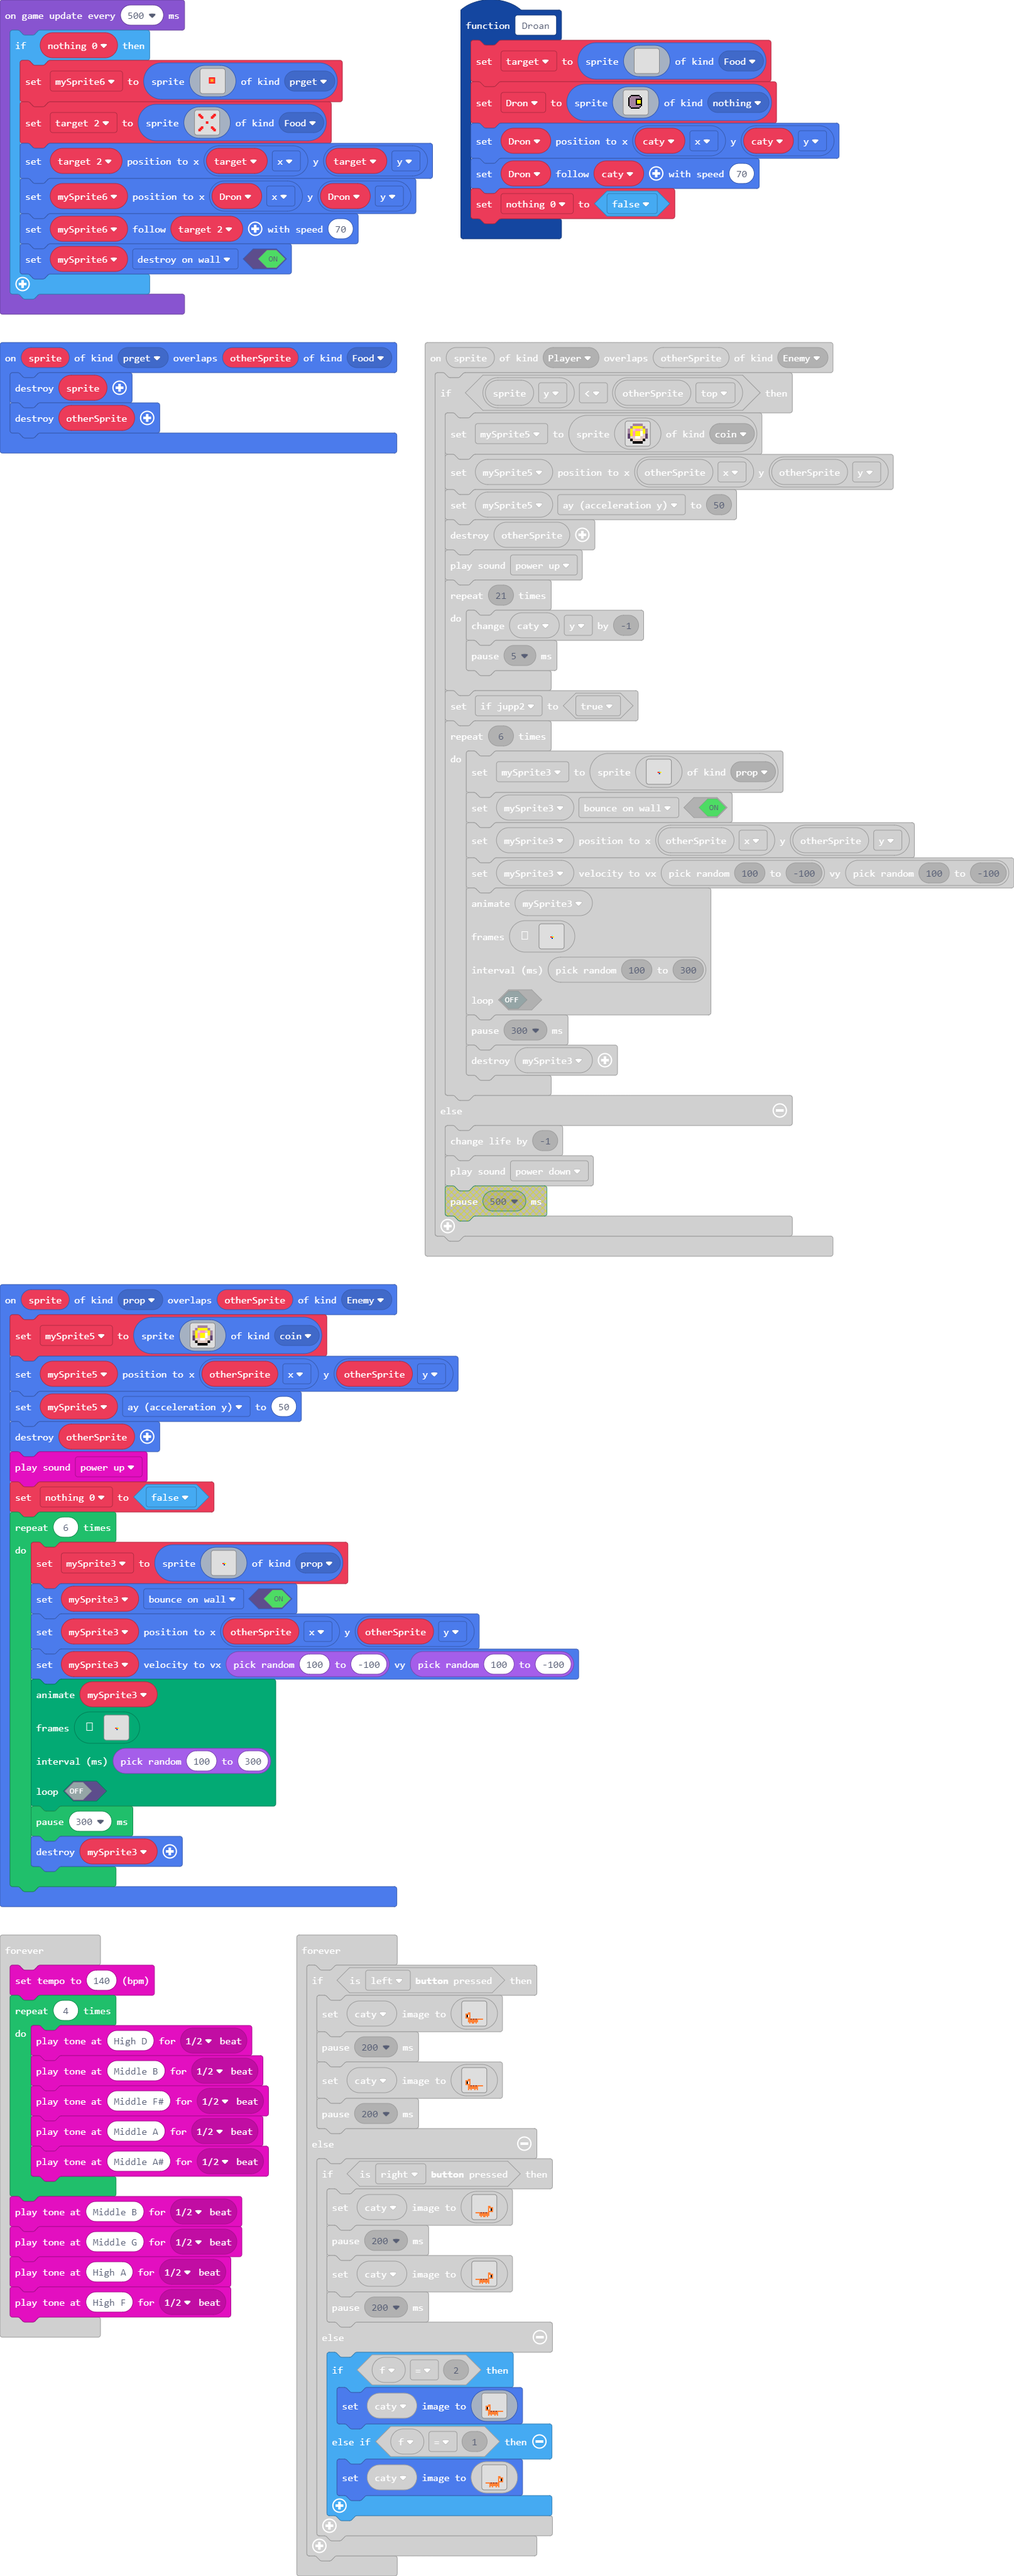 on game update every 500 ms
if nothing 0 then
set mySprite6 to sprite of kind prget
set target 2 to sprite of kind Food
set target 2 position to x target x y target y
set mySprite6 position to x Dron x y Dron y
set mySprite6 follow target 2 with speed 70
set mySprite6 destroy on wall ON
function Droan
set target to sprite of kind Food
set Dron to sprite of kind nothing
set Dron position to x caty x y caty y
set Dron follow caty with speed 70
set nothing 0 to false
on sprite of kind prget overlaps otherSprite of kind Food
destroy sprite
destroy otherSprite
on sprite of kind Player overlaps otherSprite of kind Enemy
if sprite y < otherSprite top then
set mySprite5 to sprite of kind coin
set mySprite5 position to x otherSprite x y otherSprite y
set mySprite5 ay (acceleration y) to 50
destroy otherSprite
play sound power up
repeat 21 times
do change caty y by -1
pause 5 ms
set if jupp2 to true
repeat 6 times
do set mySprite3 to sprite of kind prop
set mySprite3 bounce on wall ON
set mySprite3 position to x otherSprite x y otherSprite y
set mySprite3 velocity to vx pick random 100 to -100 vy pick random 100 to -100
animate mySprite3
frames
interval (ms) pick random 100 to 300
loop OFF
pause 300 ms
destroy mySprite3
else
change life by -1
play sound power down
pause 500 ms
on sprite of kind prop overlaps otherSprite of kind Enemy
set mySprite5 to sprite of kind coin
set mySprite5 position to x otherSprite x y otherSprite y
set mySprite5 ay (acceleration y) to 50
destroy otherSprite
play sound power up
set nothing 0 to false
repeat 6 times
do set mySprite3 to sprite of kind prop
set mySprite3 bounce on wall ON
set mySprite3 position to x otherSprite x y otherSprite y
set mySprite3 velocity to vx pick random 100 to -100 vy pick random 100 to -100
animate mySprite3
frames
interval (ms) pick random 100 to 300
loop OFF
pause 300 ms
destroy mySprite3
forever
set tempo to 140 (bpm)
repeat 4 times
do play tone at High D for 1/2 beat
play tone at Middle B for 1/2 beat
play tone at Middle F# for 1/2 beat
play tone at Middle A for 1/2 beat
play tone at Middle A# for 1/2 beat
play tone at Middle B for 1/2 beat
play tone at Middle G for 1/2 beat
play tone at High A for 1/2 beat
play tone at High F for 1/2 beat
forever
if is left button pressed then
set caty image to
pause 200 ms
set caty image to
pause 200 ms
else
if is right button pressed then
set caty image to
pause 200 ms
set caty image to
pause 200 ms
else
if f = 2 then
set caty image to
else if f = 1 then
set caty image to